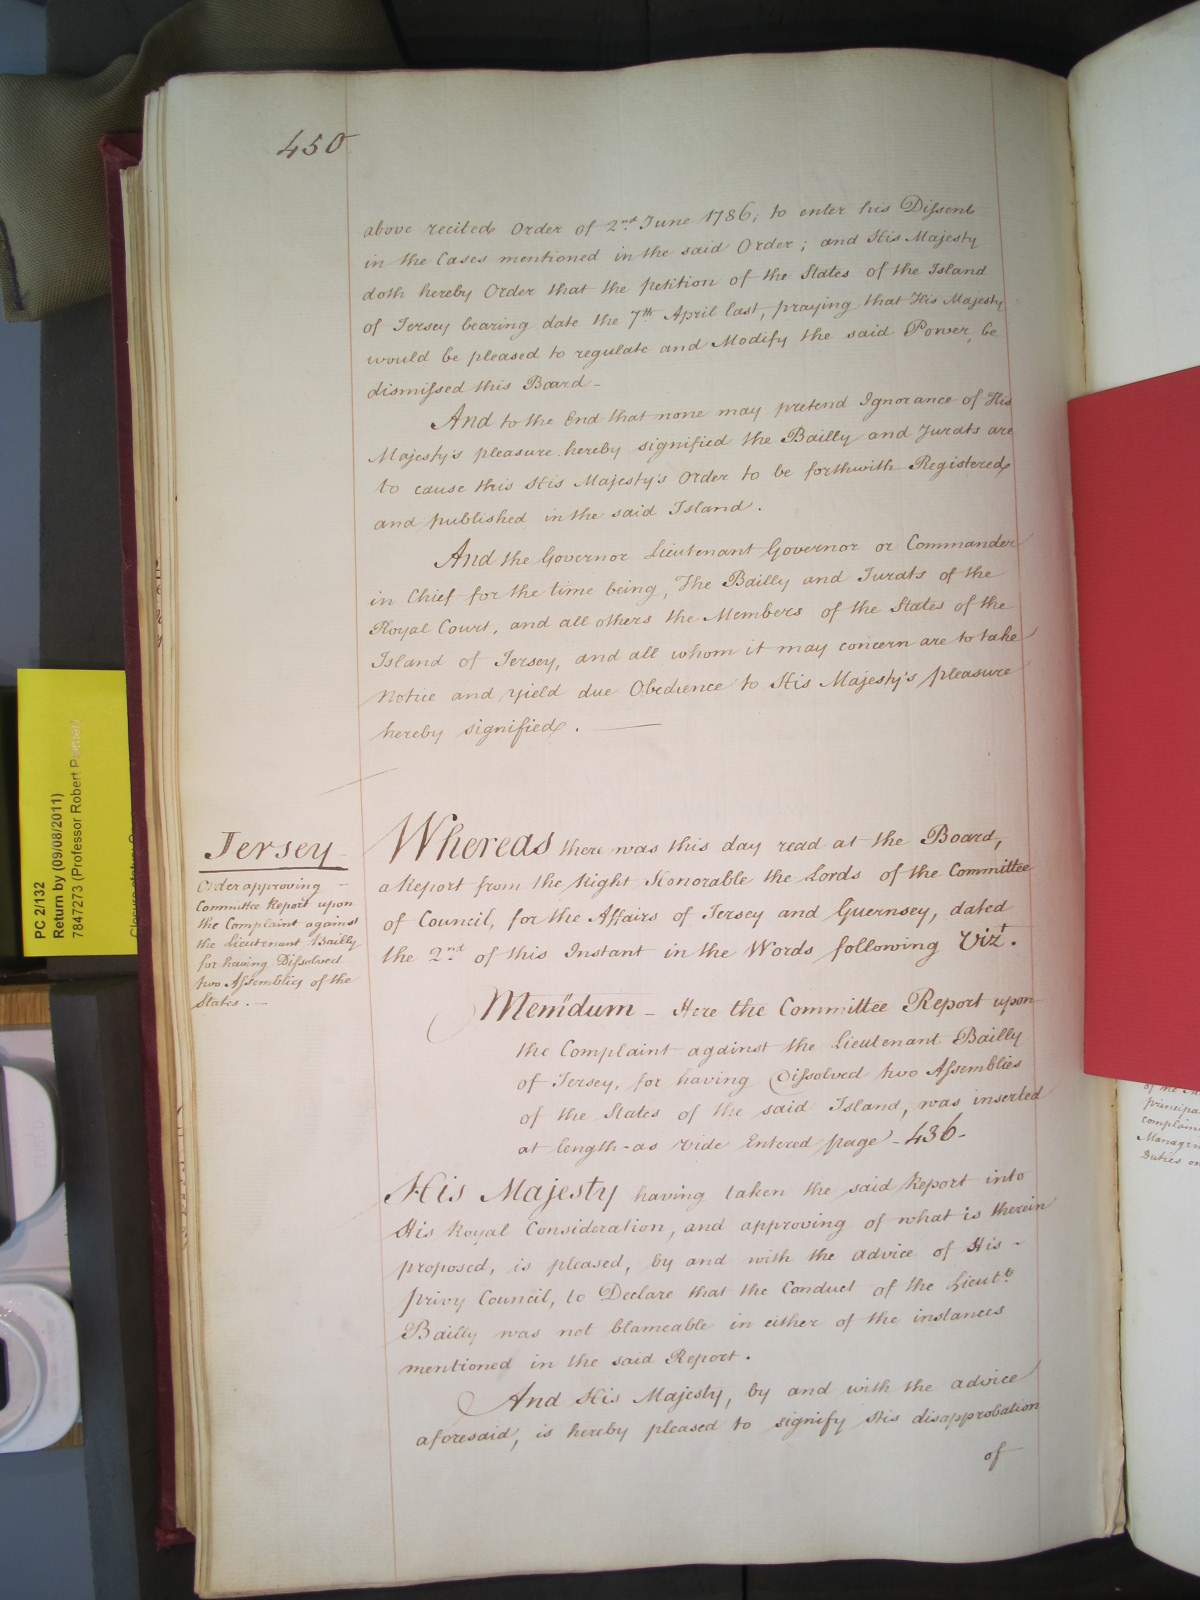 450
above recited Order of 2nd June 1786; to enter his Dissent
in the Cases mentioned in the said Order; and His Majesty
doth hereby Order that the petition of the States of the Island
of Jersey bearing date the 7th April last, praying that His Majesty
would be pleased to regulate and Modify the said Power, be
dismissed this Board-
And to the End that none may pretend Ignorance of His
Majesty's pleasure hereby signified the Bailly and Jurats are
to cause this His Majesty's Order to be forthwith Registered
and published in the said Island.
And the Governor Lieutenant Governor or Commander
in Chief for the time being, The Bailly and Jurats of the
Royal Court, and all others the Members of the States of the
Island of Jersey, and all whom it may concern are to take
Notice and yield due Obedience to His Majesty's pleasure
hereby signified. —
Jersey
Order approving —
Committee Report upon
the Complaint against
the Lieutenant Bailly
for having Dissolved
two Assemblies of the
States. —
Whereas there was this day read at the Board,
a Report from the Right Honorable the Lords of the Committee
of Council, for the Affairs of Jersey and Guernsey, dated
the 2nd of this Instant in the Words following Vizt.
Memdum - Here the Committee Report upon
the Complaint against the Lieutenant Bailly
of Jersey, for having Dissolved two Assemblies
of the States of the said Island, was inserted
at length - as vide Entered page - 436 -
His Majesty having taken the said Report into
His Royal Consideration, and approving of what is therein
proposed, is pleased, by and with the advice of His -
privy Council, to Declare that the Conduct of the Lieutt
Bailly was not blameable in either of the instances
mentioned in the said Report.
And His Majesty, by and with the advice
aforesaid, is hereby pleased to signify His disapprobation
of
PC 2/132
Return by (09/08/2011)
7847273 (Professor Robert
principa
complain
Managem
Duties on